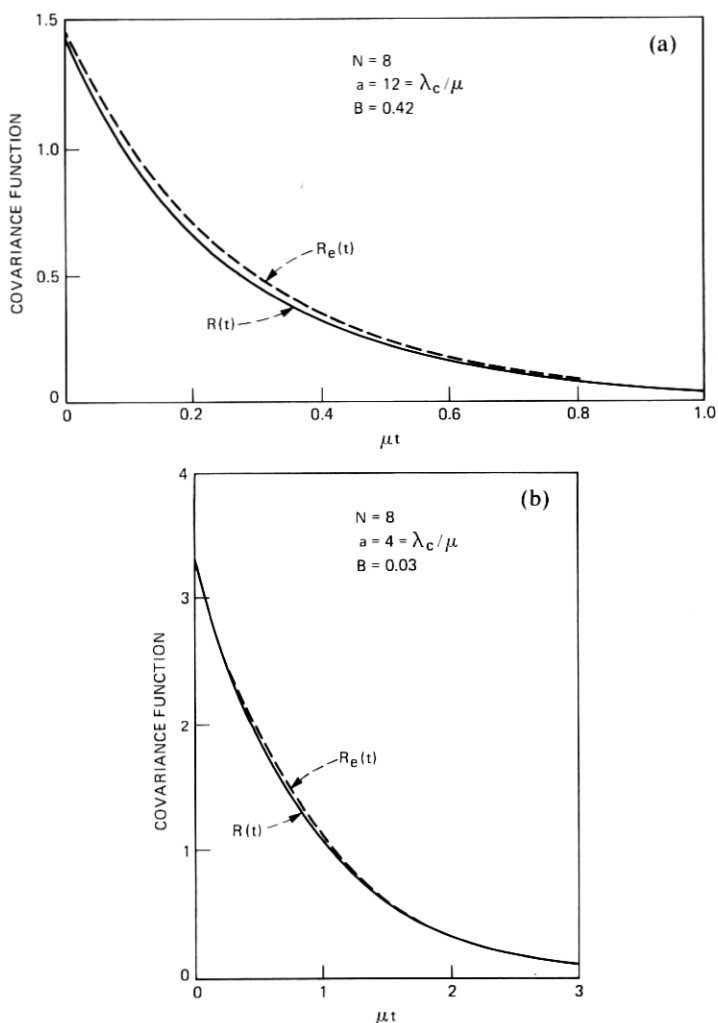 (a)
N = 8
a = 12 = λc/μ
B = 0.42
COVARIANCE FUNCTION
1.5
1.0
0.5
0
Re(t)
R(t)
0
0.2
0.4
0.6
0.8
1.0
μt
(b)
N = 8
a = 4 = λc/μ
B = 0.03
COVARIANCE FUNCTION
4
3
2
1
0
Re(t)
R(t)
0
1
2
3
μt